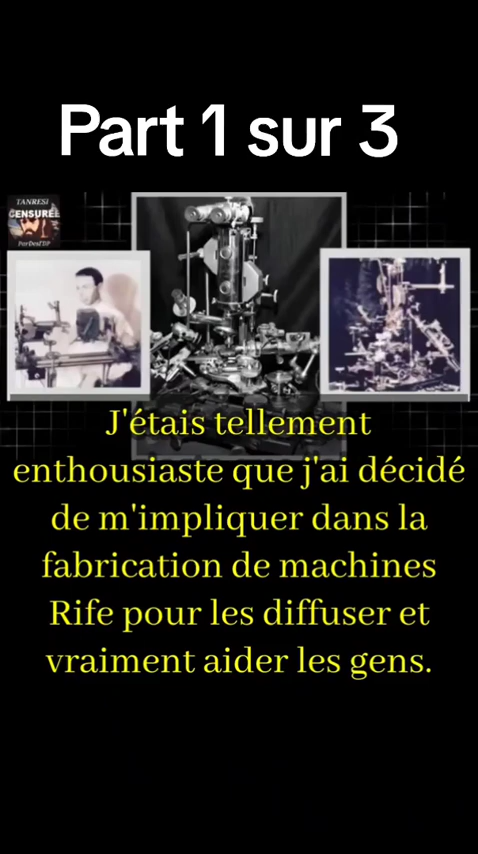 Part 1 sur 3
TANRESI
CENSURÉE
ParDesFDP
J'étais tellement
enthousiaste que j'ai décidé
de m'impliquer dans la
fabrication de machines
Rife pour les diffuser et
vraiment aider les gens.